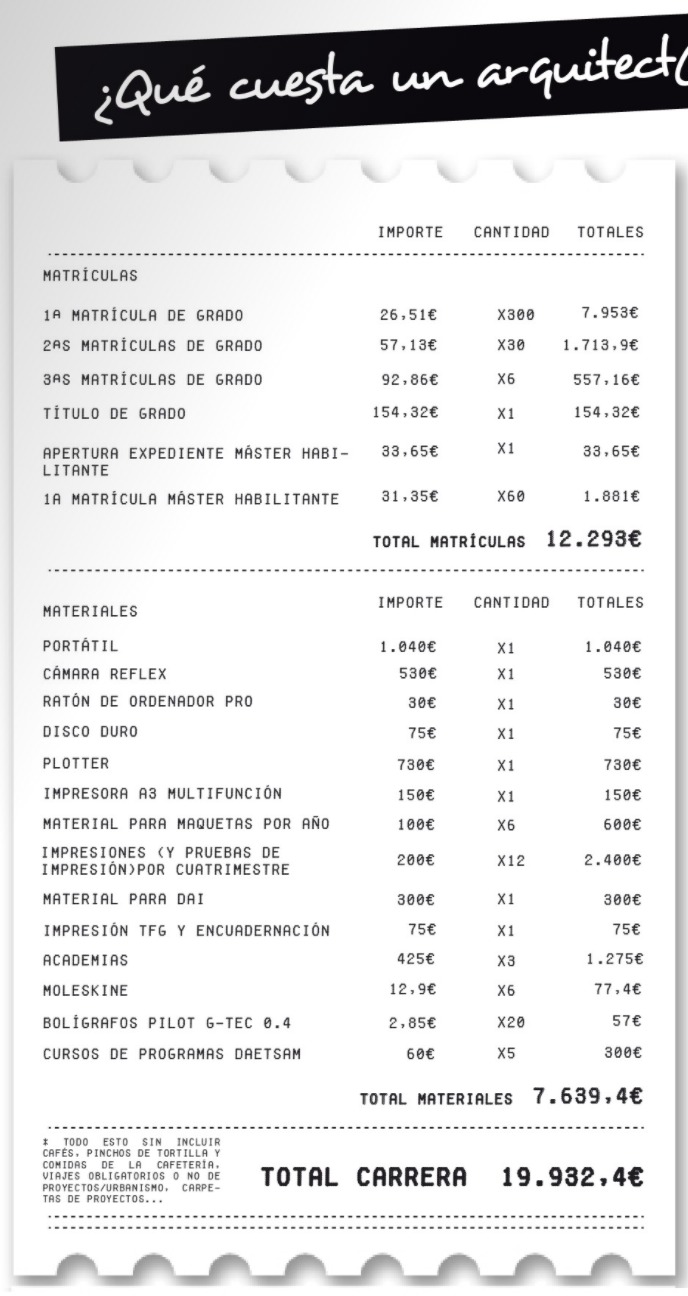 ¿Qué cuesta un arquitect
IMPORTE CANTIDAD TOTALES
MATRÍCULAS
1ª MATRÍCULA DE GRADO 26,51€ X300 7.953€
2ªS MATRÍCULAS DE GRADO 57,13€ X30 1.713,9€
3ªS MATRÍCULAS DE GRADO 92,86€ X6 557,16€
TÍTULO DE GRADO 154,32€ X1 154,32€
APERTURA EXPEDIENTE MÁSTER HABI- 33,65€ X1 33,65€
LITANTE
1A MATRÍCULA MÁSTER HABILITANTE 31,35€ X60 1.881€
TOTAL MATRÍCULAS 12.293€
MATERIALES IMPORTE CANTIDAD TOTALES
PORTÁTIL 1.040€ X1 1.040€
CÁMARA REFLEX 530€ X1 530€
RATÓN DE ORDENADOR PRO 30€ X1 30€
DISCO DURO 75€ X1 75€
PLOTTER 730€ X1 730€
IMPRESORA A3 MULTIFUNCIÓN 150€ X1 150€
MATERIAL PARA MAQUETAS POR AÑO 100€ X6 600€
IMPRESIONES (Y PRUEBAS DE
IMPRESIÓN)POR CUATRIMESTRE 200€ X12 2.400€
MATERIAL PARA DAI 300€ X1 300€
IMPRESIÓN TFG Y ENCUADERNACIÓN 75€ X1 75€
ACADEMIAS 425€ X3 1.275€
MOLESKINE 12,9€ X6 77,4€
BOLÍGRAFOS PILOT G-TEC 0.4 2,85€ X20 57€
CURSOS DE PROGRAMAS DAETSAM 60€ X5 300€
TOTAL MATERIALES 7.639,4€
* TODO ESTO SIN INCLUIR
CAFÉS, PINCHOS DE TORTILLA Y
COMIDAS DE LA CAFETERÍA,
VIAJES OBLIGATORIOS O NO DE
PROYECTOS/URBANISMO, CARPE-
TAS DE PROYECTOS...
TOTAL CARRERA 19.932,4€